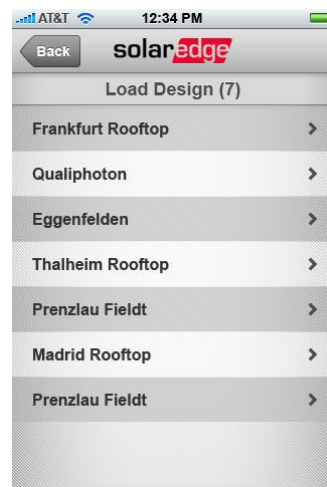 AT&T 12:34 PM
Back solaredge
Load Design (7)
Frankfurt Rooftop
Qualiphoton
Eggenfelden
Thalheim Rooftop
Prenzlau Fieldt
Madrid Rooftop
Prenzlau Fieldt